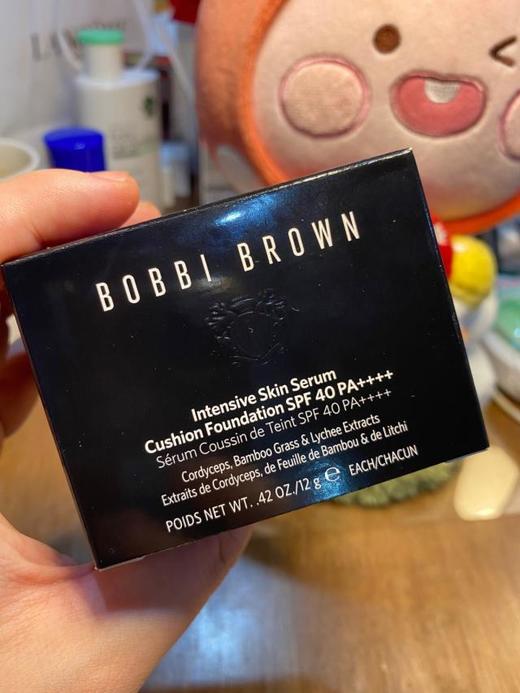 BOBBI BROWN
Intensive Skin Serum
Cushion Foundation SPF 40 PA++++
Sérum Coussin de Teint SPF 40 PA++++
Cordyceps, Bamboo Grass & Lychee Extracts
Extraits de Cordyceps, de Feuille de Bambou & de Litchi
POIDS NET WT. .42 OZ./12 g ℮ EACH/CHACUN